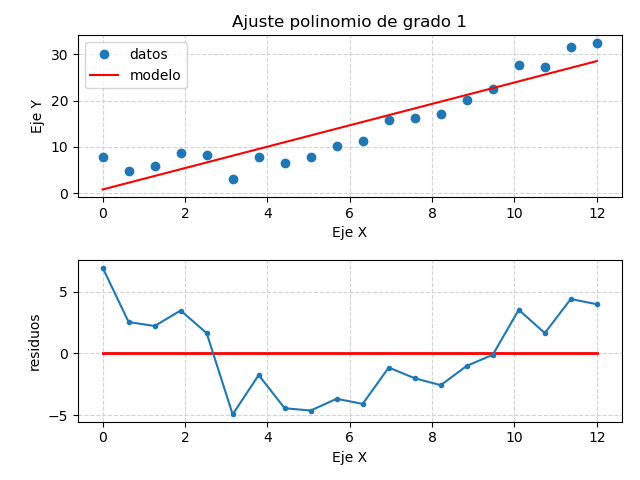 Ajuste polinomio de grado 1
datos
modelo
Eje Y
30
20
10
0
0 2 4 6 8 10 12
Eje X
residuos
5
0
−5
0 2 4 6 8 10 12
Eje X